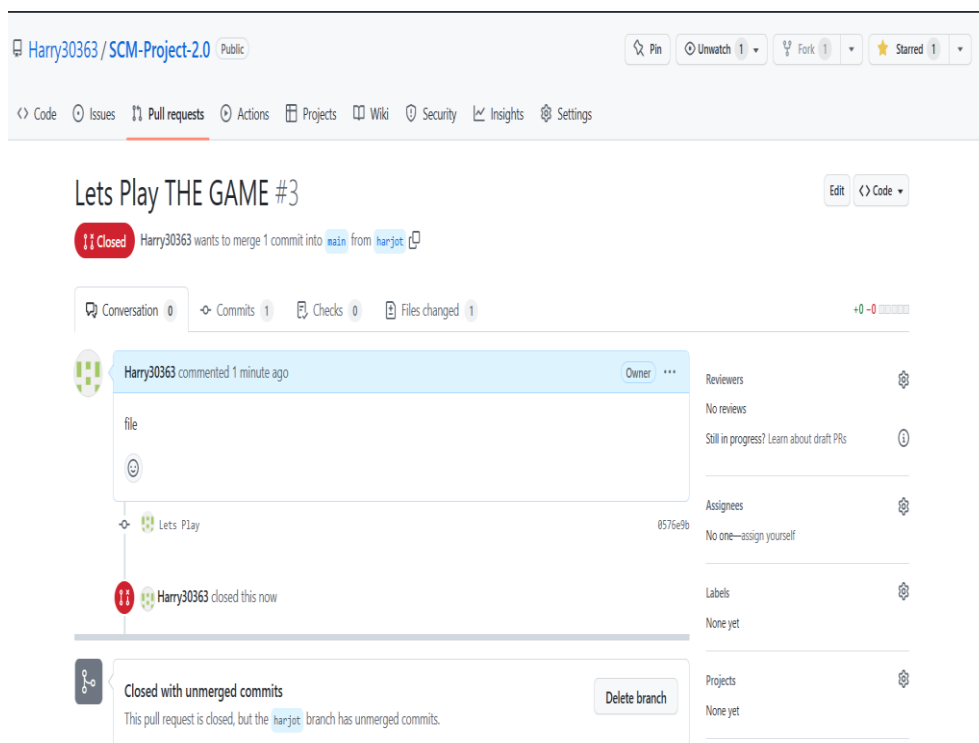 Harry30363 / SCM-Project-2.0 Public Pin Unwatch 1 Fork 1 Starred 1
Code Issues Pull requests Actions Projects Wiki Security Insights Settings
Lets Play THE GAME #3 Edit Code
Closed Harry30363 wants to merge 1 commit into main from harjot
Conversation 0 Commits 1 Checks 0 Files changed 1 +0 −0
Harry30363 commented 1 minute ago Owner ···
file
Reviewers
No reviews
Still in progress? Learn about draft PRs
Lets Play 0576e9b
Assignees
No one—assign yourself
Harry30363 closed this now
Labels
None yet
Closed with unmerged commits
This pull request is closed, but the harjot branch has unmerged commits.
Delete branch
Projects
None yet